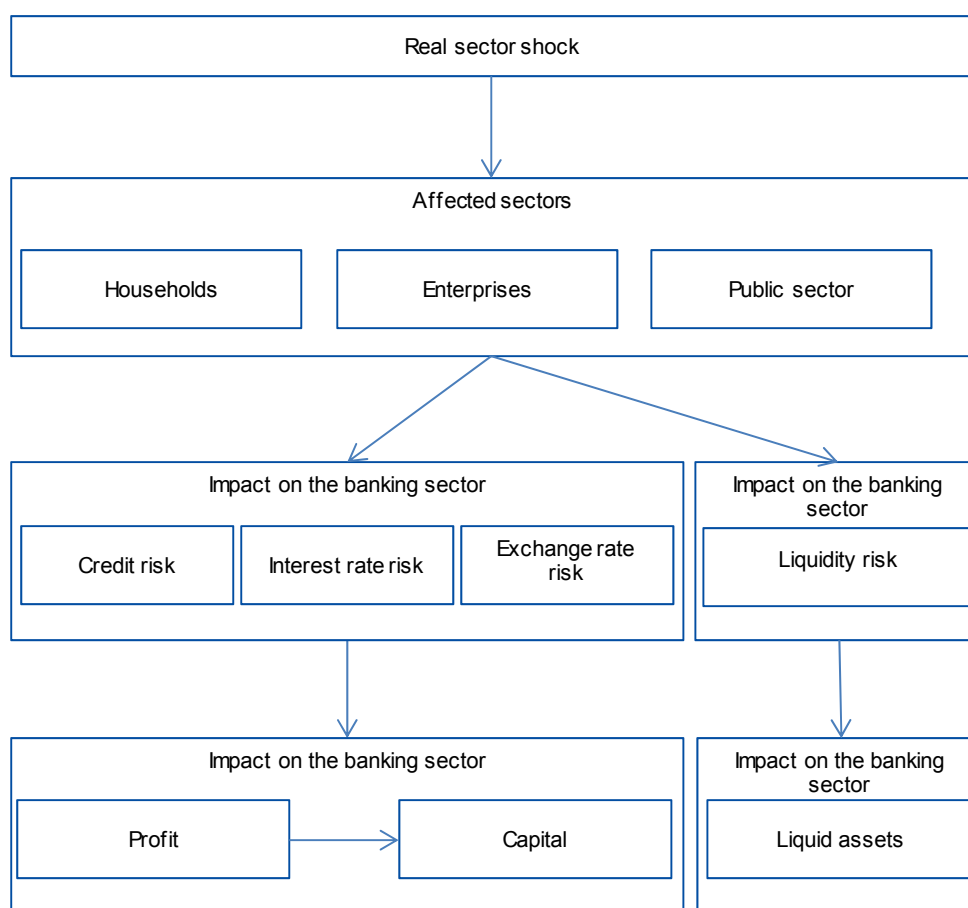 Real sector shock
Affected sectors
Households
Enterprises
Public sector
Impact on the banking sector
Credit risk
Interest rate risk
Exchange rate
risk
Impact on the banking
sector
Liquidity risk
Impact on the banking sector
Profit
Capital
Impact on the banking
sector
Liquid assets